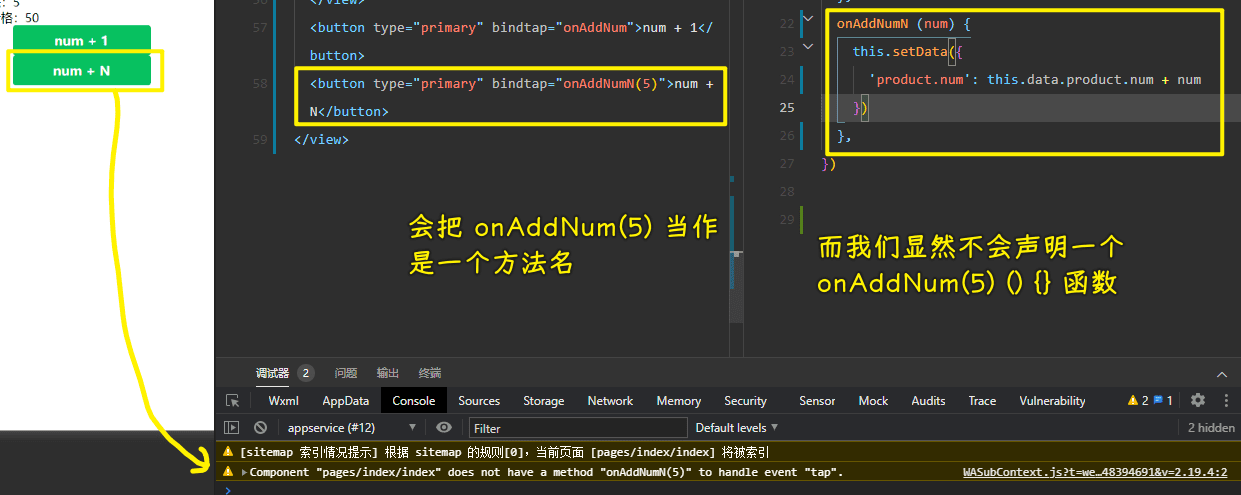 : 5
格: 50
num + 1
num + N
57 <button type="primary" bindtap="onAddNum">num + 1</
button>
58 <button type="primary" bindtap="onAddNumN(5)">num +
N</button>
59 </view>
会把 onAddNum(5) 当作
是一个方法名
22 onAddNumN (num) {
23 this.setData({
24 'product.num': this.data.product.num + num
25 })
26 },
27 })
28
29
而我们显然不会声明一个
onAddNum(5) () {} 函数
调试器 2 问题 输出 终端
Wxml AppData Console Sources Storage Network Memory Security Sensor Mock Audits Trace Vulnerability 2 1
appservice (#12) Filter Default levels 2 hidden
[sitemap 索引情况提示] 根据 sitemap 的规则[0], 当前页面 [pages/index/index] 将被索引
Component "pages/index/index" does not have a method "onAddNumN(5)" to handle event "tap". WASubContext.js?t=we…48394691&v=2.19.4:2